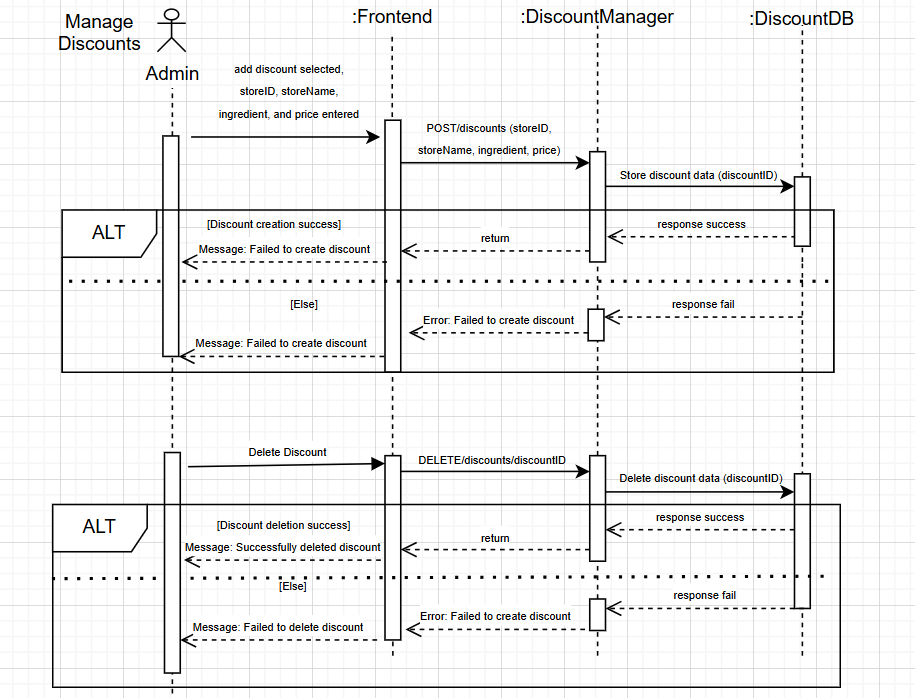 Manage
Discounts
Admin
:Frontend
:DiscountManager
:DiscountDB
add discount selected,
storeID, storeName,
ingredient, and price entered
POST/discounts (storeID,
storeName, ingredient, price)
Store discount data (discountID)
ALT
[Discount creation success]
response success
return
Message: Failed to create discount
[Else]
response fail
Error: Failed to create discount
Message: Failed to create discount
Delete Discount
DELETE/discounts/discountID
Delete discount data (discountID)
ALT
[Discount deletion success]
response success
return
Message: Successfully deleted discount
[Else]
response fail
Error: Failed to create discount
Message: Failed to delete discount